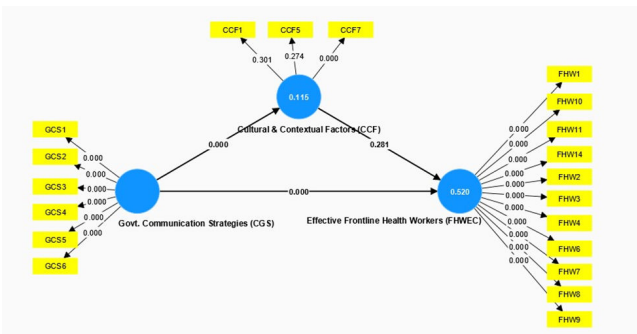 CCF1
CCF5
CCF7
0.301
0.274
0.000
0.115
Cultural & Contextual Factors (CCF)
0.000
0.281
GCS1
GCS2
GCS3
GCS4
GCS5
GCS6
0.000
0.000
0.000
0.000
0.000
0.000
Govt. Communication Strategies (CGS)
0.000
0.520
Effective Frontline Health Workers (FHWEC)
0.000
0.000
0.000
0.000
0.000
0.000
0.000
0.000
0.000
0.000
0.000
FHW1
FHW10
FHW11
FHW14
FHW2
FHW3
FHW4
FHW6
FHW7
FHW8
FHW9